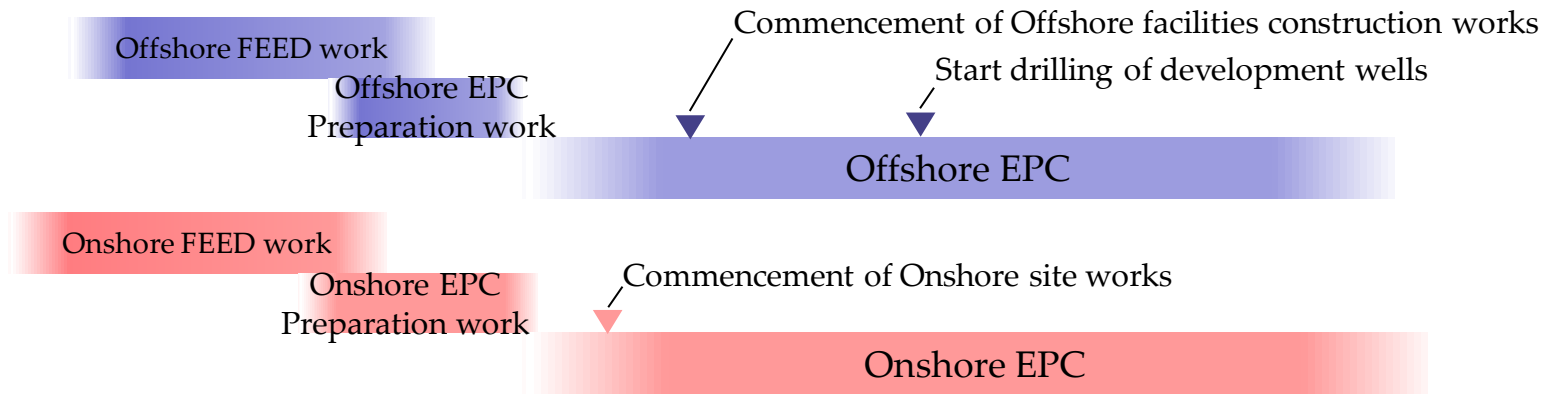 Commencement of Offshore facilities construction works
Offshore FEED work
Start drilling of development wells
Offshore EPC
Preparation work
Offshore EPC
Onshore FEED work
Commencement of Onshore site works
Onshore EPC
Preparation work
Onshore EPC